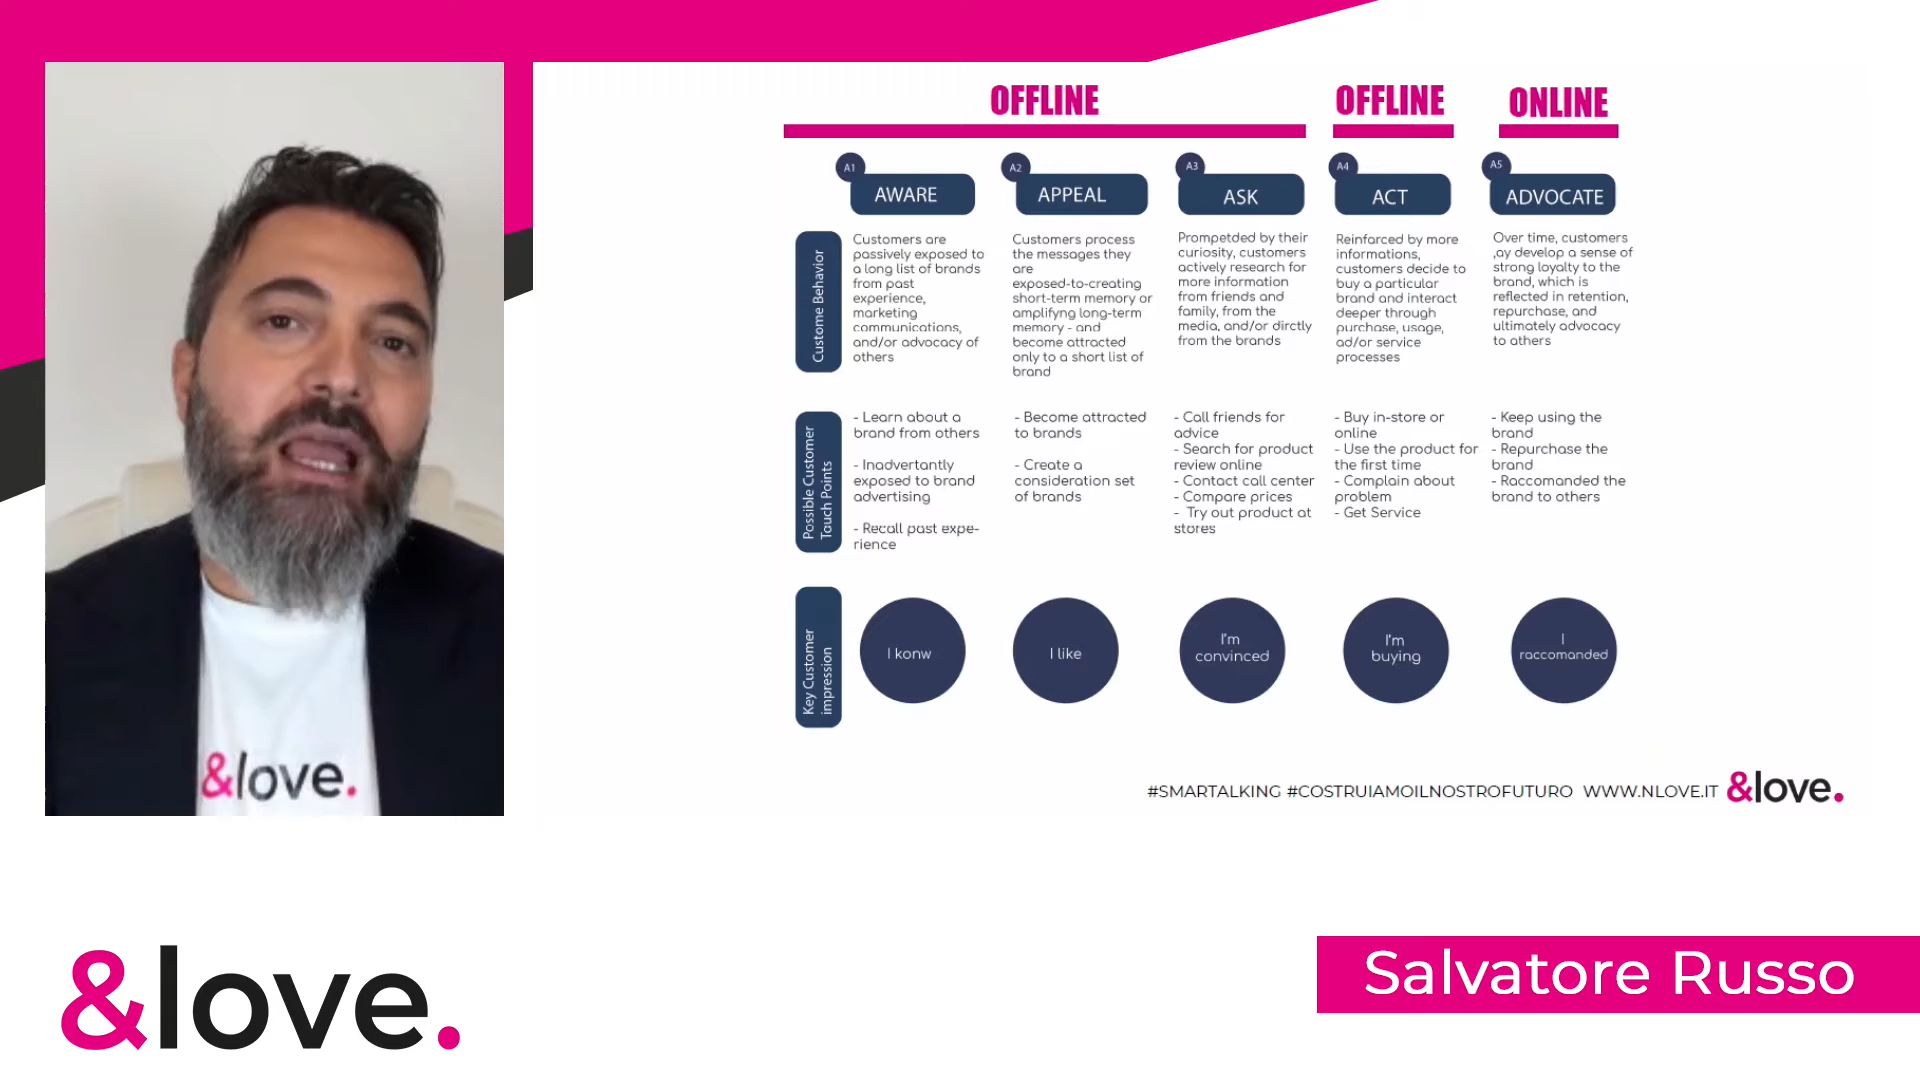 OFFLINE
OFFLINE
ONLINE
A1
AWARE
A2
APPEAL
A3
ASK
A4
ACT
A5
ADVOCATE
Custome Behavior
Customers are
passively exposed to
a long list of brands
from past
experience,
marketing
communications,
and/or advocacy of
others
Customers process
the messages they
are
exposed-to-creating
short-term memory or
amplifyng long-term
memory - and
become attracted
only to a short list of
brand
Prompetded by their
curiosity, customers
actively research for
more information
from friends and
family, from the
media, and/or dirctly
from the brands
Reinfarced by more
informations,
customers decide to
buy a particular
brand and interact
deeper through
purchase, usage,
ad/or service
processes
Over time, customers
,ay develop a sense of
strong loyalty to the
brand, which is
reflected in retention,
repurchase, and
ultimately advocacy
to others
Possible Customer
Tauch Points
- Learn about a
brand from others
- Inadvertantly
exposed to brand
advertising
- Recall past expe-
rience
- Become attracted
to brands
- Create a
consideration set
of brands
- Call friends for
advice
- Search for product
review online
- Contact call center
- Compare prices
- Try out product at
stores
- Buy in-store or
online
- Use the product for
the first time
- Complain about
problem
- Get Service
- Keep using the
brand
- Repurchase the
brand
- Raccomanded the
brand to others
Key Customer
impression
I konw
I like
I'm
convinced
I'm
buying
I
raccomanded
&love.
#SMARTALKING #COSTRUIAMOILNOSTROFUTURO WWW.NLOVE.IT &love.
&love.
Salvatore Russo